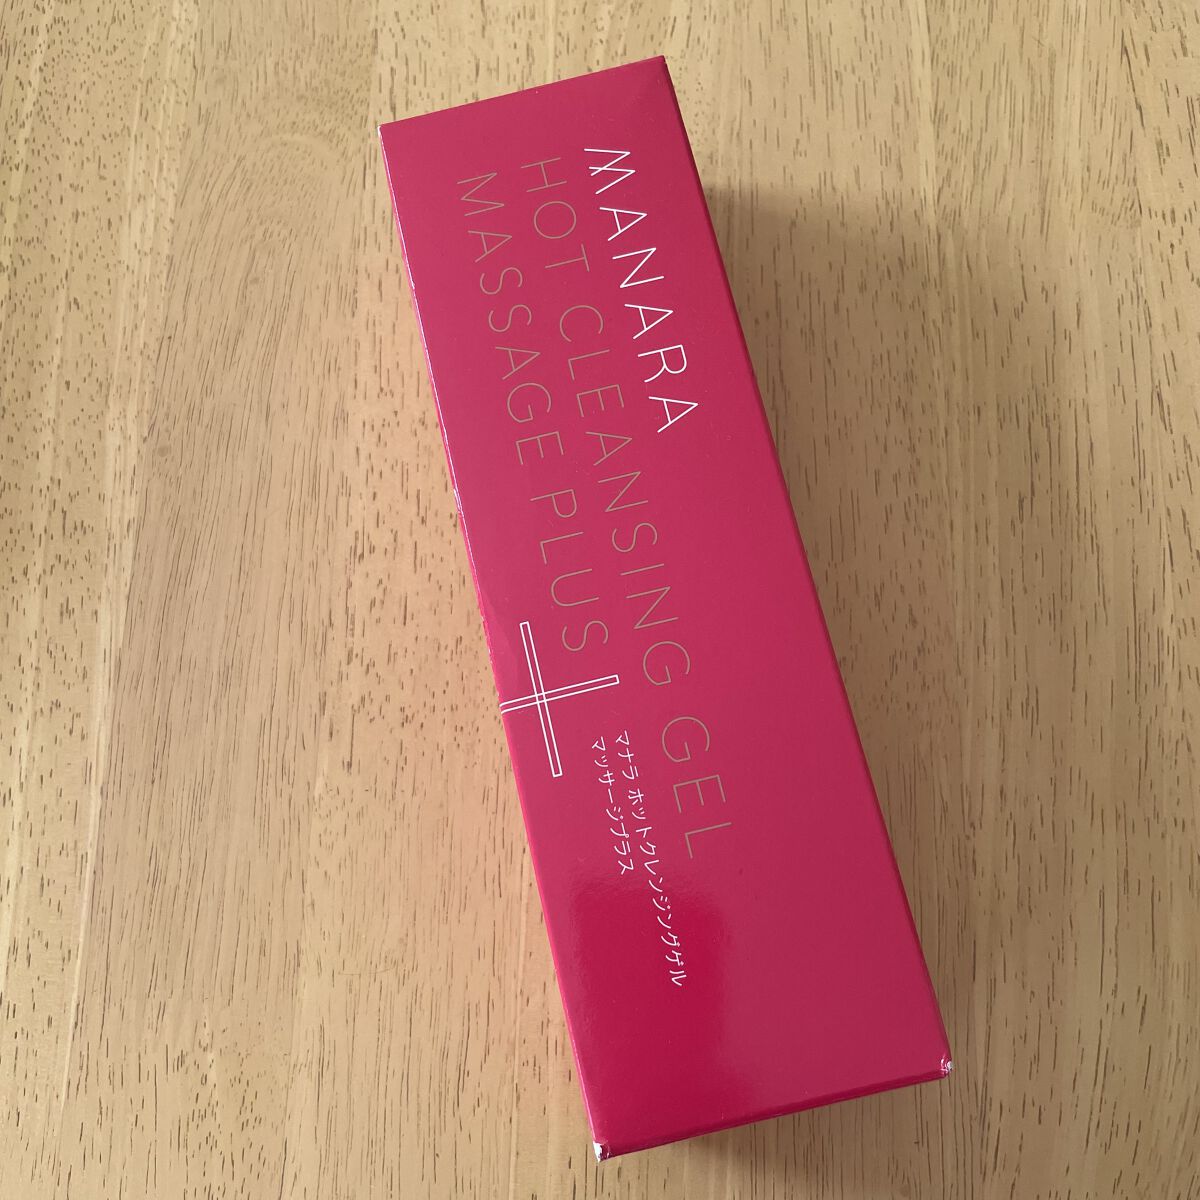 MANARA
HOT CLEANSING GEL
MASSAGE PLUS
マナラ ホットクレンジングゲル
マッサージプラス